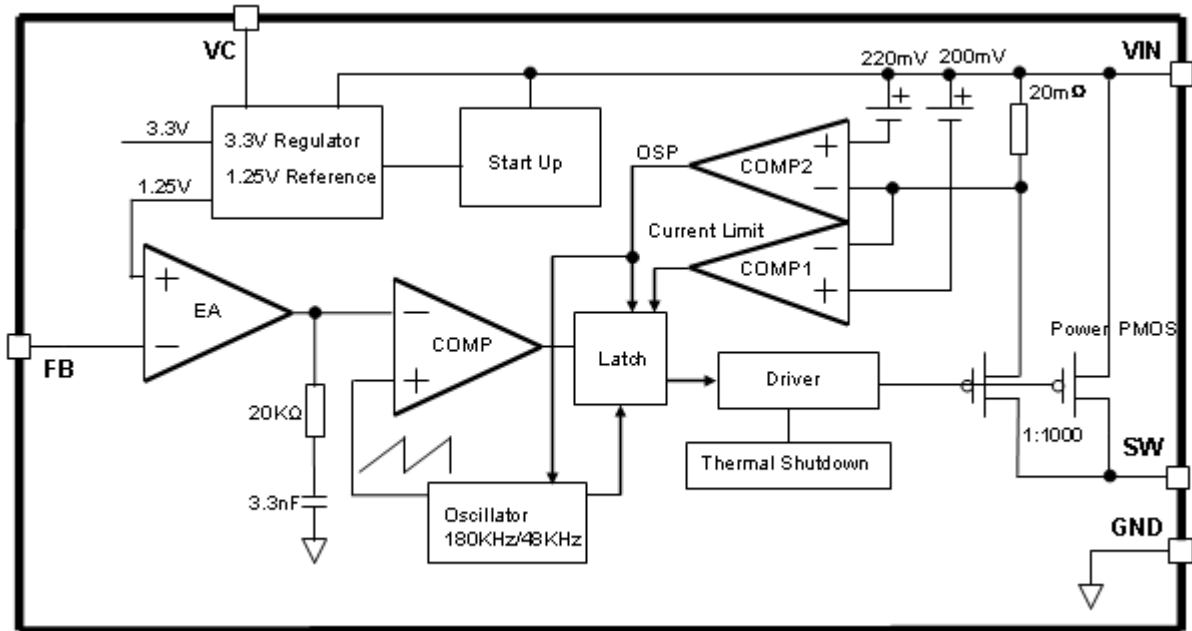 VC
220mV 200mV
VIN
20mΩ
3.3V
3.3V Regulator
1.25V Reference
1.25V
Start Up
OSP
+
+
+
COMP2
−
Current Limit
−
COMP1
+
+
EA
−
FB
−
COMP
+
Latch
Driver
Power PMOS
1:1000
20KΩ
Thermal Shutdown
SW
3.3nF
Oscillator
180KHz/48KHz
GND